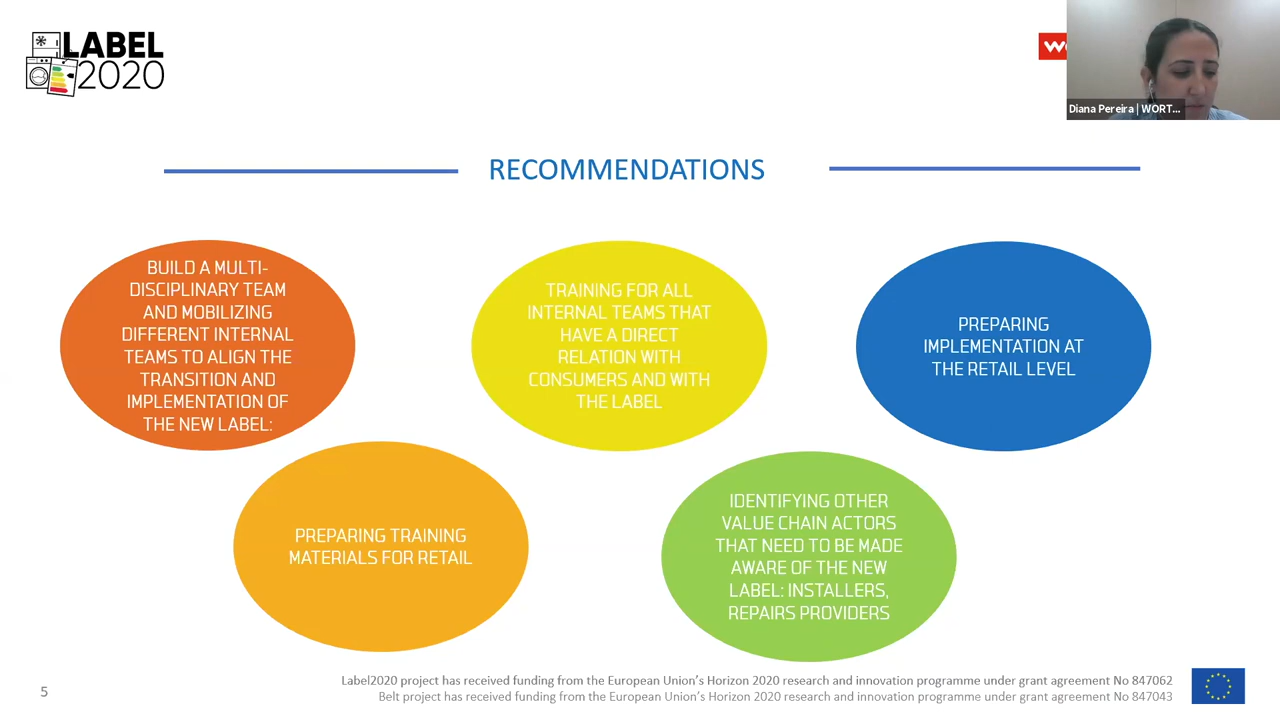 LABEL
2020
Diana Pereira | WORT...
RECOMMENDATIONS
BUILD A MULTI-
DISCIPLINARY TEAM
AND MOBILIZING
DIFFERENT INTERNAL
TEAMS TO ALIGN THE
TRANSITION AND
IMPLEMENTATION OF
THE NEW LABEL:
TRAINING FOR ALL
INTERNAL TEAMS THAT
HAVE A DIRECT
RELATION WITH
CONSUMERS AND WITH
THE LABEL
PREPARING
IMPLEMENTATION AT
THE RETAIL LEVEL
PREPARING TRAINING
MATERIALS FOR RETAIL
IDENTIFYING OTHER
VALUE CHAIN ACTORS
THAT NEED TO BE MADE
AWARE OF THE NEW
LABEL: INSTALLERS,
REPAIRS PROVIDERS
5
Label2020 project has received funding from the European Union's Horizon 2020 research and innovation programme under grant agreement No 847062
Belt project has received funding from the European Union's Horizon 2020 research and innovation programme under grant agreement No 847043